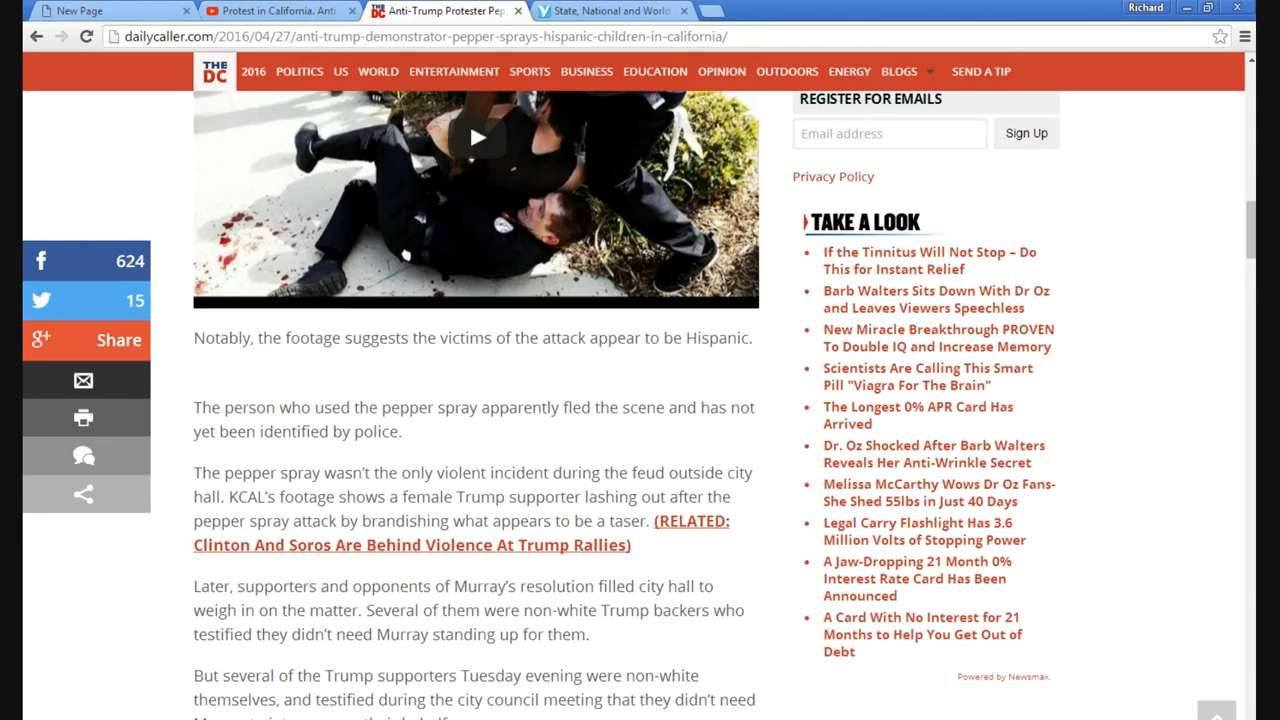 New Page
Protest in California. Anti
Anti-Trump Protester Pep
State, National and World
Richard
dailycaller.com/2016/04/27/anti-trump-demonstrator-pepper-sprays-hispanic-children-in-california/
THE DC
2016 POLITICS US WORLD ENTERTAINMENT SPORTS BUSINESS EDUCATION OPINION OUTDOORS ENERGY BLOGS SEND A TIP
624
15
Share
Notably, the footage suggests the victims of the attack appear to be Hispanic.
The person who used the pepper spray apparently fled the scene and has not
yet been identified by police.
The pepper spray wasn't the only violent incident during the feud outside city
hall. KCAL's footage shows a female Trump supporter lashing out after the
pepper spray attack by brandishing what appears to be a taser. (RELATED:
Clinton And Soros Are Behind Violence At Trump Rallies)
Later, supporters and opponents of Murray's resolution filled city hall to
weigh in on the matter. Several of them were non-white Trump backers who
testified they didn't need Murray standing up for them.
But several of the Trump supporters Tuesday evening were non-white
themselves, and testified during the city council meeting that they didn't need
REGISTER FOR EMAILS
Email address
Sign Up
Privacy Policy
TAKE A LOOK
If the Tinnitus Will Not Stop – Do
This for Instant Relief
Barb Walters Sits Down With Dr Oz
and Leaves Viewers Speechless
New Miracle Breakthrough PROVEN
To Double IQ and Increase Memory
Scientists Are Calling This Smart
Pill "Viagra For The Brain"
The Longest 0% APR Card Has
Arrived
Dr. Oz Shocked After Barb Walters
Reveals Her Anti-Wrinkle Secret
Melissa McCarthy Wows Dr Oz Fans-
She Shed 55lbs in Just 40 Days
Legal Carry Flashlight Has 3.6
Million Volts of Stopping Power
A Jaw-Dropping 21 Month 0%
Interest Rate Card Has Been
Announced
A Card With No Interest for 21
Months to Help You Get Out of
Debt
Powered by Newsmax.